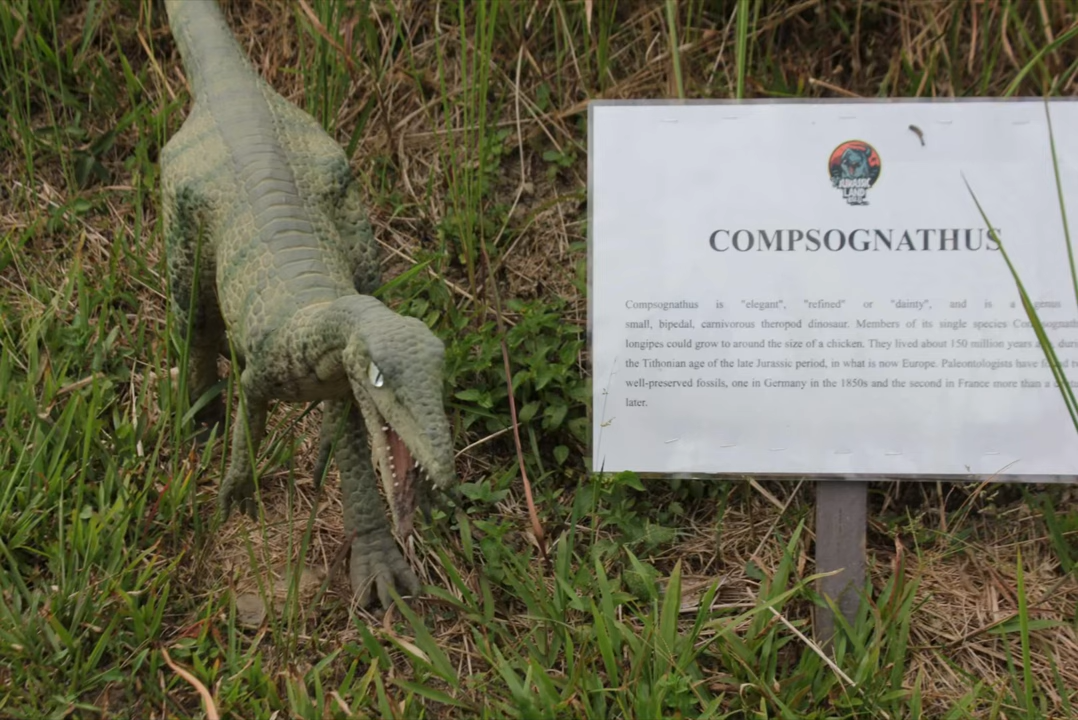 JURASSIC
LAND
COMPSOGNATHUS
Compsognathus is "elegant", "refined" or "dainty", and is a genus
small, bipedal, carnivorous theropod dinosaur. Members of its single species
longipes could grow to around the size of a chicken. They lived about 150 million years
the Tithonian age of the late Jurassic period, in what is now Europe. Paleontologists have
well-preserved fossils, one in Germany in the 1850s and the second in France more than a
later.